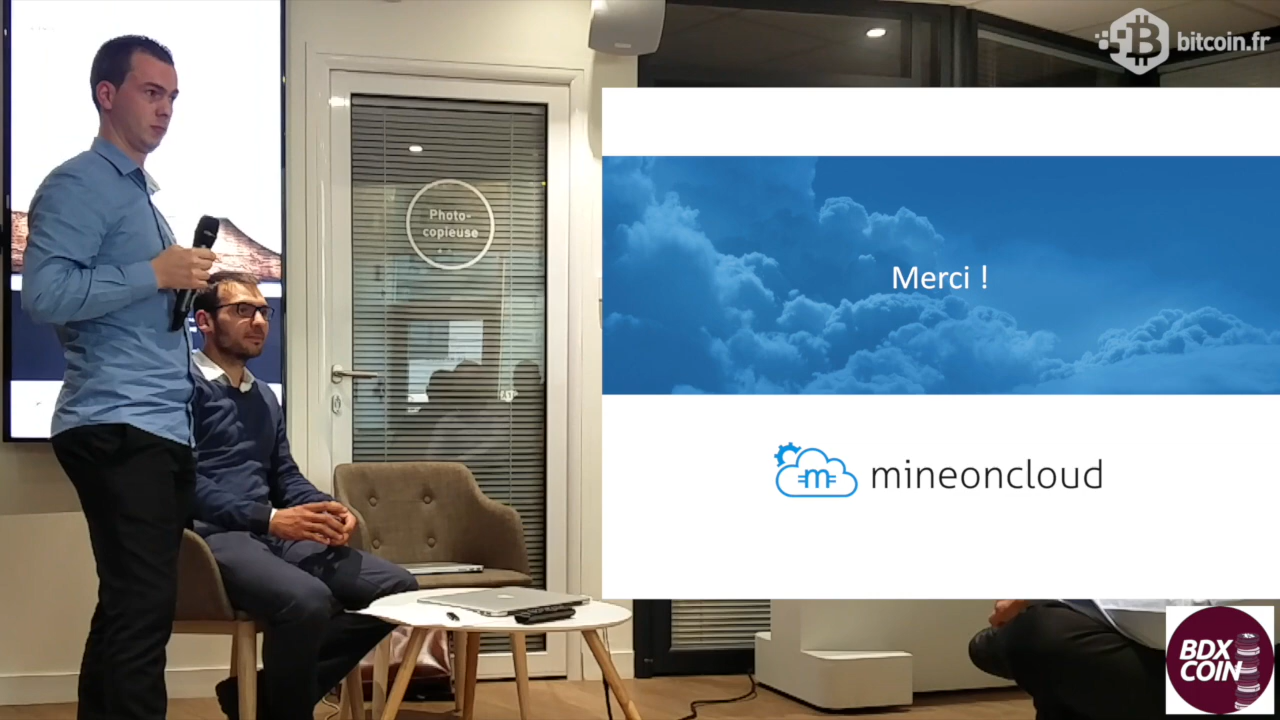 bitcoin.fr
Photo-
copieuse
Merci !
m
mineoncloud
BDX
COIN